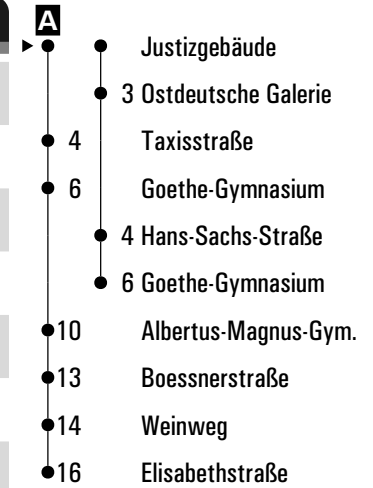 A
Justizgebäude
3 Ostdeutsche Galerie
4 Taxisstraße
6 Goethe-Gymnasium
4 Hans-Sachs-Straße
6 Goethe-Gymnasium
10 Albertus-Magnus-Gym.
13 Boessnerstraße
14 Weinweg
16 Elisabethstraße